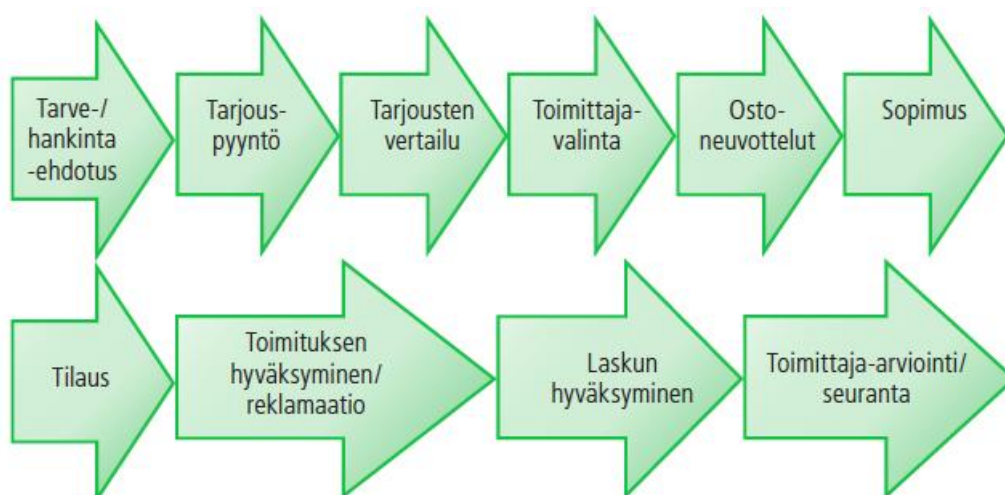 Tarve-/
hankinta
-ehdotus
Tarjous-
pyyntö
Tarjousten
vertailu
Toimittaja-
valinta
Osto-
neuvottelut
Sopimus
Tilaus
Toimituksen
hyväksyminen/
reklamaatio
Laskun
hyväksyminen
Toimittaja-arviointi/
seuranta